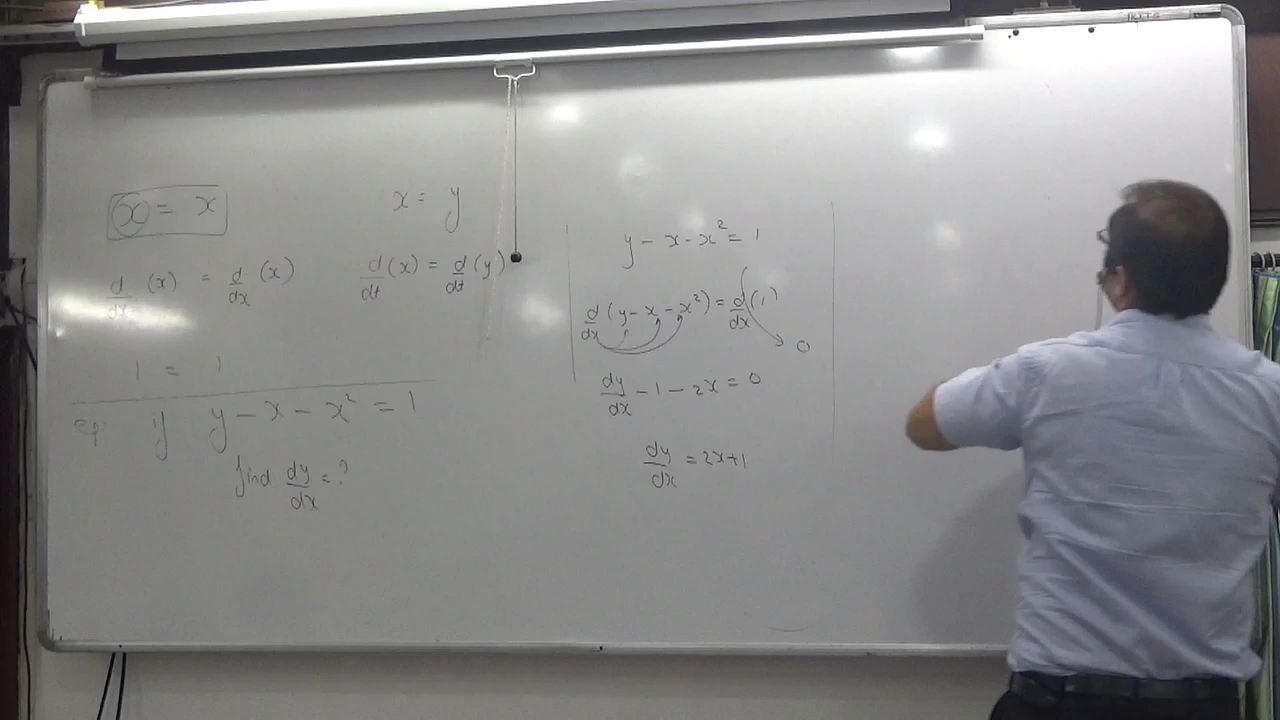 x = x
d/dx (x) = d/dx (x)
1 = 1
x = y
d/dt (x) = d/dt (y)
Eg: If y - x - x² = 1
find dy/dx = ?
y - x - x² = 1
d/dx (y - x - x²) = d/dx (1)
0
dy/dx - 1 - 2x = 0
dy/dx = 2x+1